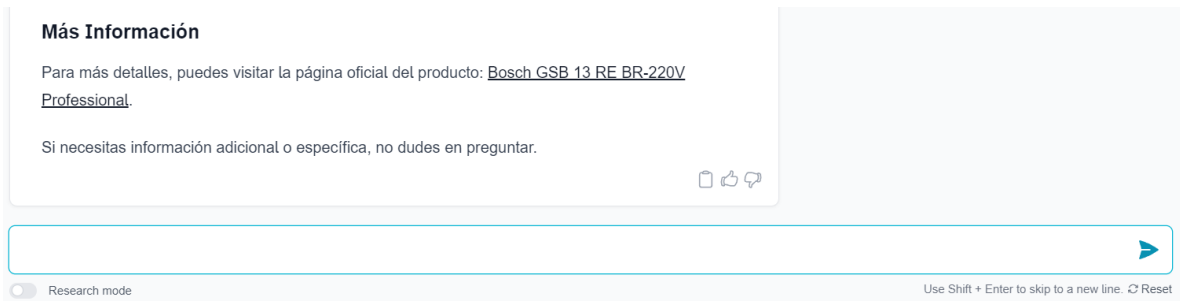 Más Información
Para más detalles, puedes visitar la página oficial del producto: Bosch GSB 13 RE BR-220V
Professional.
Si necesitas información adicional o específica, no dudes en preguntar.
Research mode
Use Shift + Enter to skip to a new line. Reset